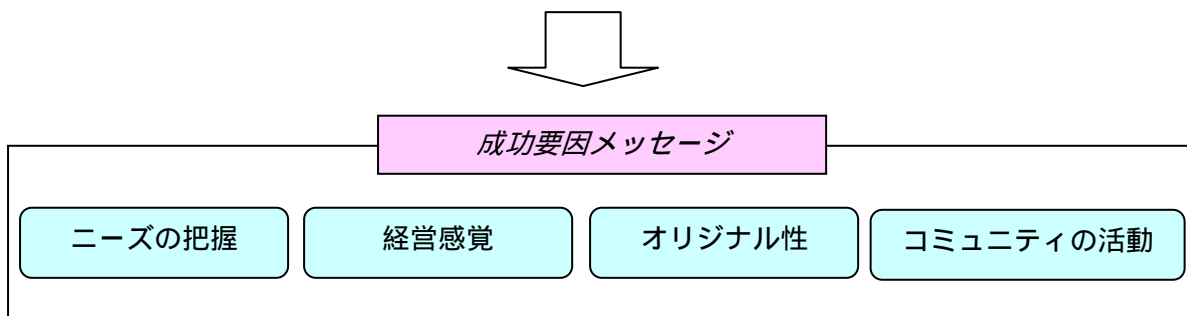 成功要因メッセージ
ニーズの把握
経営感覚
オリジナル性
コミュニティの活動